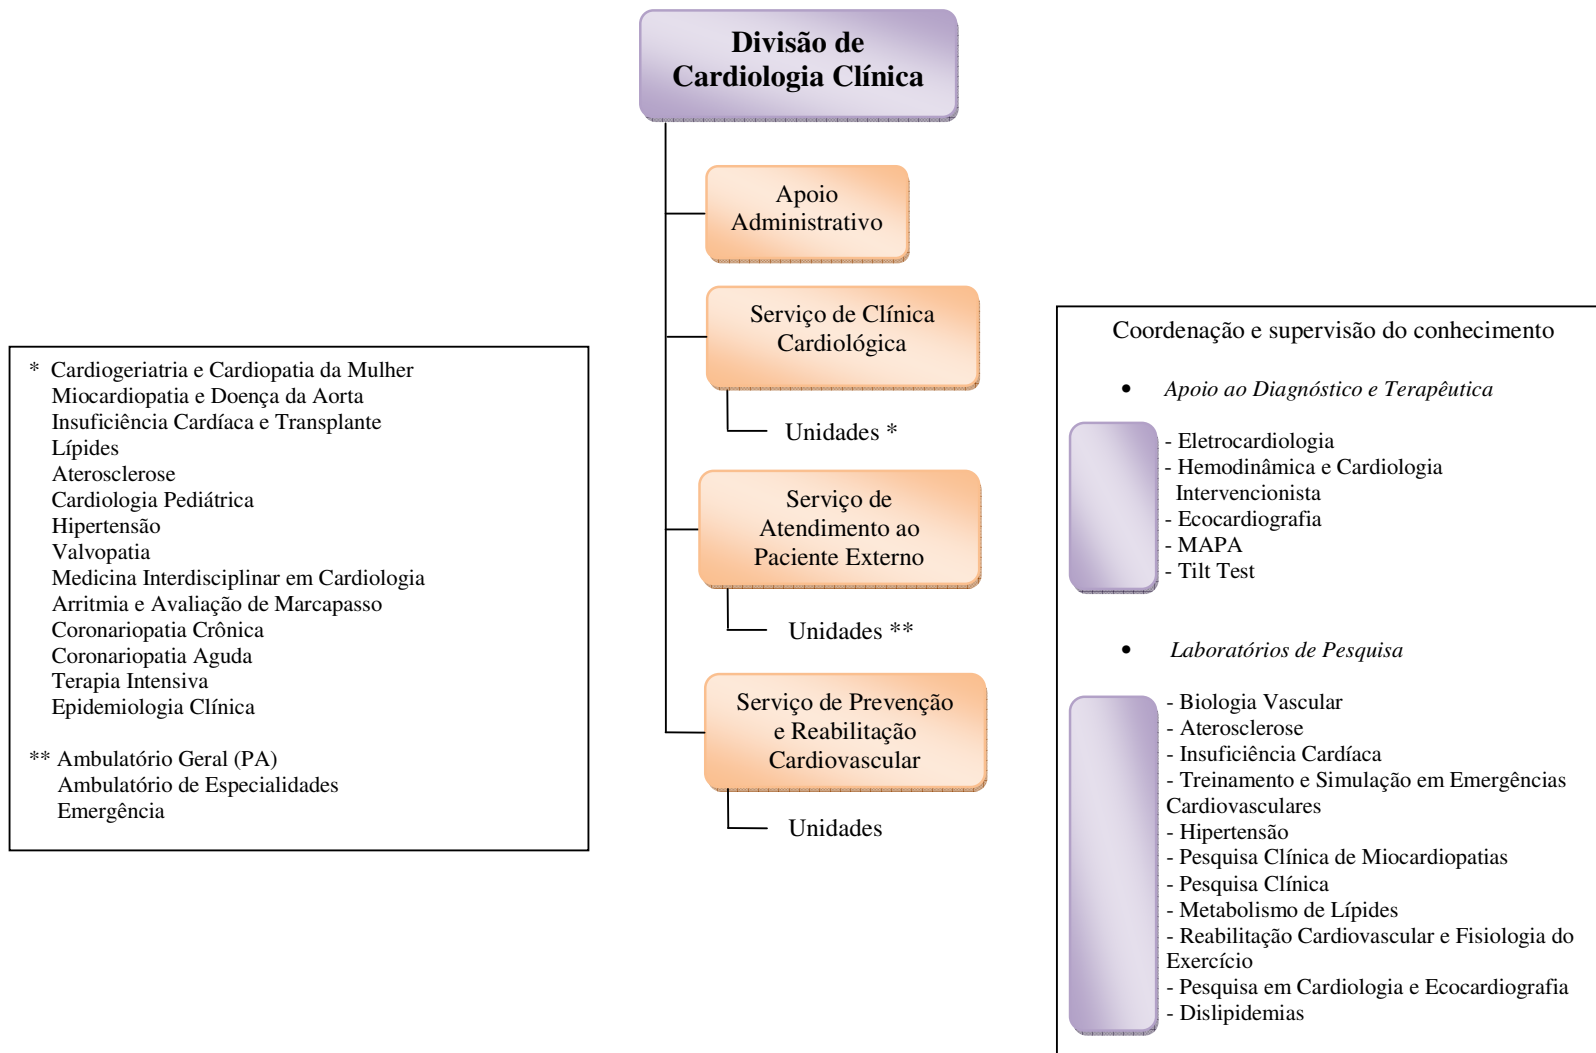 Divisão de
Cardiologia Clínica
Apoio
Administrativo
Serviço de Clínica
Cardiológica
Unidades *
Serviço de
Atendimento ao
Paciente Externo
Unidades **
Serviço de Prevenção
e Reabilitação
Cardiovascular
Unidades
* Cardiogeriatria e Cardiopatia da Mulher
Miocardiopatia e Doença da Aorta
Insuficiência Cardíaca e Transplante
Lípides
Aterosclerose
Cardiologia Pediátrica
Hipertensão
Valvopatia
Medicina Interdisciplinar em Cardiologia
Arritmia e Avaliação de Marcapasso
Coronariopatia Crônica
Coronariopatia Aguda
Terapia Intensiva
Epidemiologia Clínica
** Ambulatório Geral (PA)
Ambulatório de Especialidades
Emergência
Coordenação e supervisão do conhecimento
• Apoio ao Diagnóstico e Terapêutica
- Eletrocardiologia
- Hemodinâmica e Cardiologia
Intervencionista
- Ecocardiografia
- MAPA
- Tilt Test
• Laboratórios de Pesquisa
- Biologia Vascular
- Aterosclerose
- Insuficiência Cardíaca
- Treinamento e Simulação em Emergências
Cardiovasculares
- Hipertensão
- Pesquisa Clínica de Miocardiopatias
- Pesquisa Clínica
- Metabolismo de Lípides
- Reabilitação Cardiovascular e Fisiologia do
Exercício
- Pesquisa em Cardiologia e Ecocardiografia
- Dislipidemias